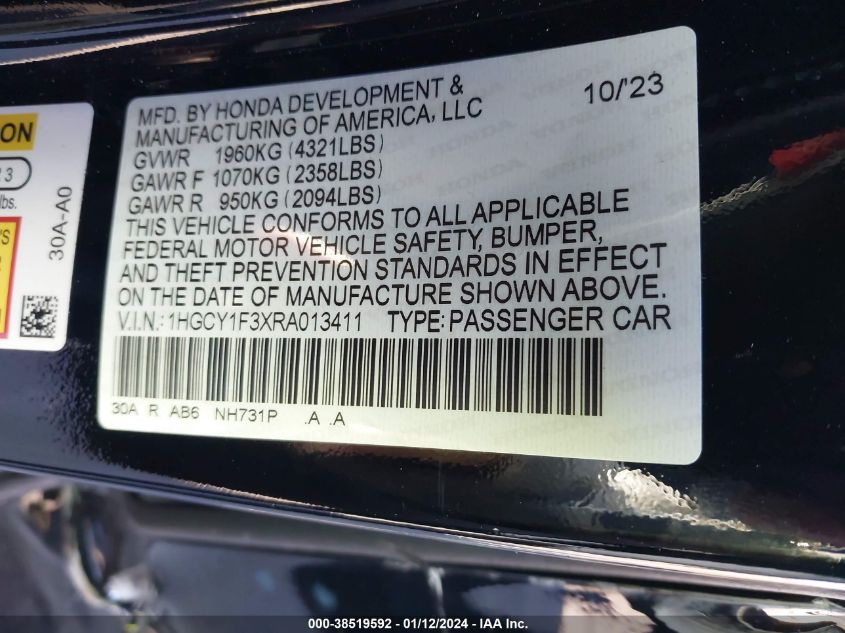 MFD. BY HONDA DEVELOPMENT & 10/'23
MANUFACTURING OF AMERICA, LLC
GVWR 1960KG (4321LBS)
GAWR F 1070KG (2358LBS)
GAWR R 950KG (2094LBS)
THIS VEHICLE CONFORMS TO ALL APPLICABLE
FEDERAL MOTOR VEHICLE SAFETY, BUMPER,
AND THEFT PREVENTION STANDARDS IN EFFECT
ON THE DATE OF MANUFACTURE SHOWN ABOVE.
V.I.N.: 1HGCY1F3XRA013411 TYPE: PASSENGER CAR
30A R AB6 NH731P .A .A
ON
3
lbs.
'S
30A-A0
000-38519592 - 01/12/2024 - IAA Inc.